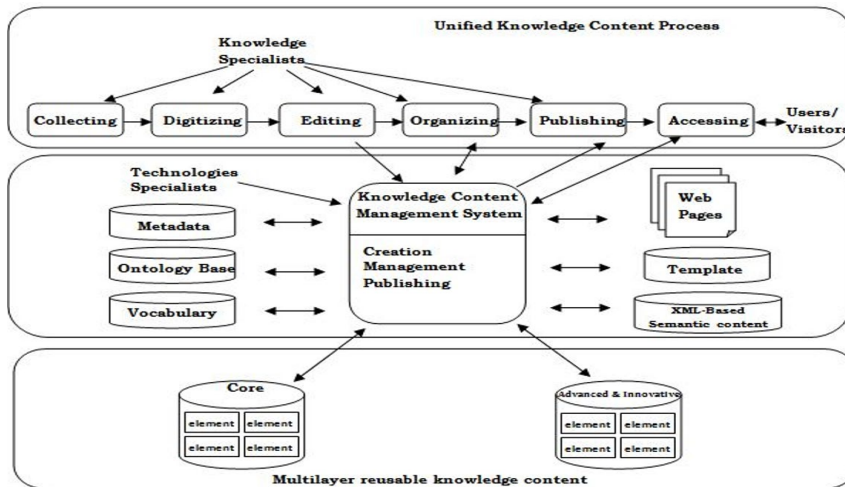 Unified Knowledge Content Process
Knowledge
Specialists
Collecting
Digitizing
Editing
Organizing
Publishing
Accessing
Users/
Visitors
Technologies
Specialists
Knowledge Content
Management System
Creation
Management
Publishing
Metadata
Ontology Base
Vocabulary
Web
Pages
Template
XML-Based
Semantic content
Core
element element
element element
Advanced & Innovative
element element
element element
Multilayer reusable knowledge content